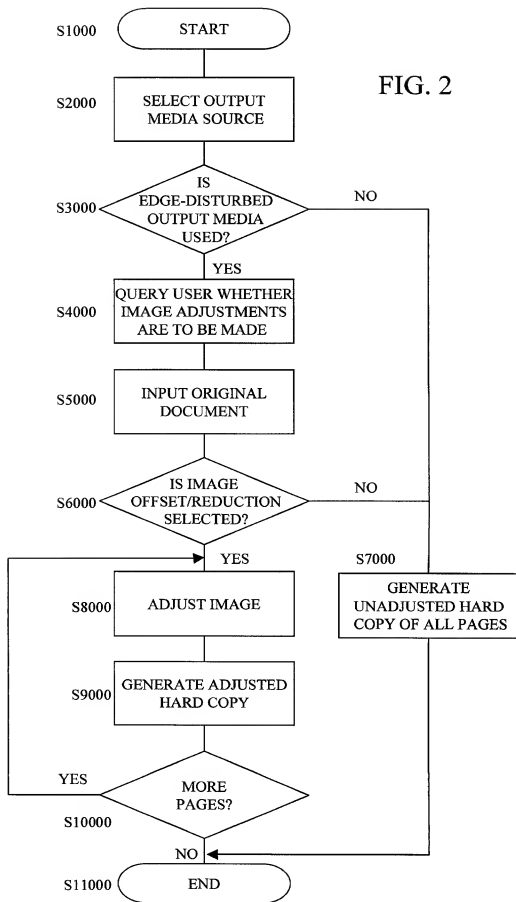 S1000
START
FIG. 2
S2000
SELECT OUTPUT
MEDIA SOURCE
S3000
IS
EDGE-DISTURBED
OUTPUT MEDIA
USED?
NO
YES
S4000
QUERY USER WHETHER
IMAGE ADJUSTMENTS
ARE TO BE MADE
S5000
INPUT ORIGINAL
DOCUMENT
S6000
IS IMAGE
OFFSET/REDUCTION
SELECTED?
NO
YES
S7000
GENERATE
UNADJUSTED HARD
COPY OF ALL PAGES
S8000
ADJUST IMAGE
S9000
GENERATE ADJUSTED
HARD COPY
YES
MORE
PAGES?
S10000
NO
S11000
END